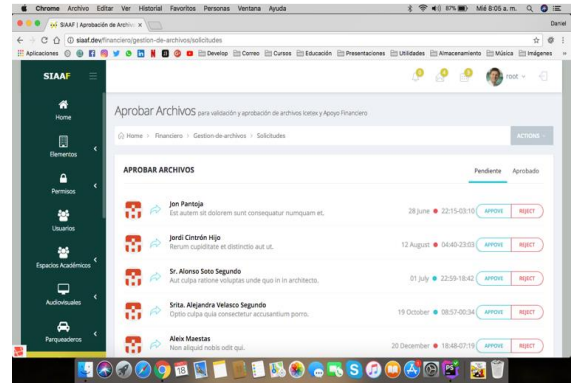 Chrome Archivo Editar Ver Historial Favoritos Personas Ventana Ayuda 87% Mié 8:05 a. m.
SIAAF | Aprobación de Archiv Daniel
siaaf.dev/financiero/gestion-de-archivos/solicitudes
Aplicaciones Develop Correo Cursos Educación Presentaciones Utilidades Almacenamiento Música Imágenes
SIAAF root
Home
Elementos
Permisos
Usuarios
Espacios Académicos
Audiovisuales
Parqueaderos
Aprobar Archivos para validación y aprobación de archivos Icetex y Apoyo Financiero
Home Financiero Gestion-de-archivos Solicitudes ACTIONS
APROBAR ARCHIVOS Pendiente Aprobado
Jon Pantoja
Est autem sit dolorem sunt consequatur numquam et. 28 June 22:15-03:10 APPOVE REJECT
Jordi Cintrón Hijo
Rerum cupiditate et distinctio aut ut. 12 August 04:40-23:03 APPOVE REJECT
Sr. Alonso Soto Segundo
Aut culpa ratione voluptas unde quo in in architecto. 01 July 22:59-18:42 APPOVE REJECT
Srita. Alejandra Velasco Segundo
Optio culpa quia consectetur accusantium porro. 19 October 08:57-00:34 APPOVE REJECT
Aleix Maestas
Non aliquid nobis odit qui. 20 December 18:48-07:19 APPOVE REJECT